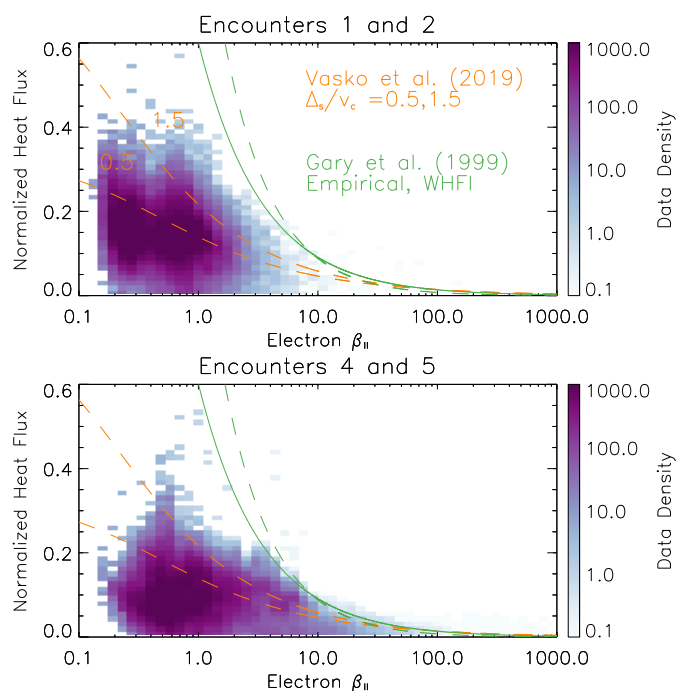 Encounters 1 and 2
0.6
0.4
0.2
0.0
Normalized Heat Flux
Vasko et al. (2019)
Δs/vc =0.5,1.5
1.5
0.5
Gary et al. (1999)
Empirical, WHFI
0.1
1.0
10.0
100.0
1000.0
Electron β||
1000.0
100.0
10.0
1.0
0.1
Data Density
Encounters 4 and 5
0.6
0.4
0.2
0.0
Normalized Heat Flux
0.1
1.0
10.0
100.0
1000.0
Electron β||
1000.0
100.0
10.0
1.0
0.1
Data Density